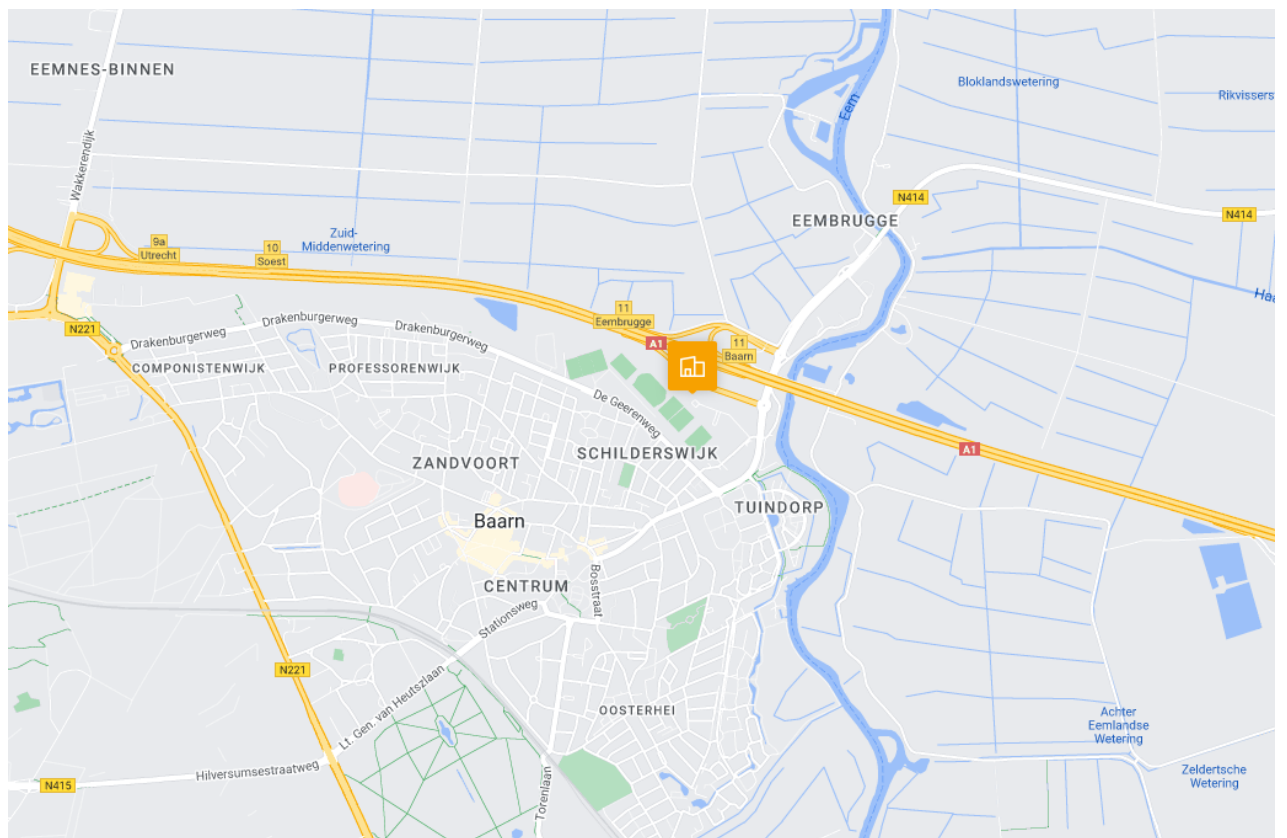 EEMNES-BINNEN
Bloklandswetering
Rikvissers
Eem
Wakkerendijk
N414
N414
EEMBRUGGE
Zuid-
Middenwetering
9a
Utrecht
10
Soest
Haa
11
Eembrugge
N221
Drakenburgerweg
Drakenburgerweg
Drakenburgerweg
A1
11
Baarn
COMPONISTENWIJK
PROFESSORENWIJK
De Geerenweg
ZANDVOORT
SCHILDERSWIJK
A1
TUINDORP
Baarn
CENTRUM
Bosstraat
Stationsweg
N221
Lt. Gen. van Heutszlaan
OOSTERHEI
Achter
Eemlandse
Wetering
Hilversumsestraatweg
N415
Torenlaan
Zeldertsche
Wetering